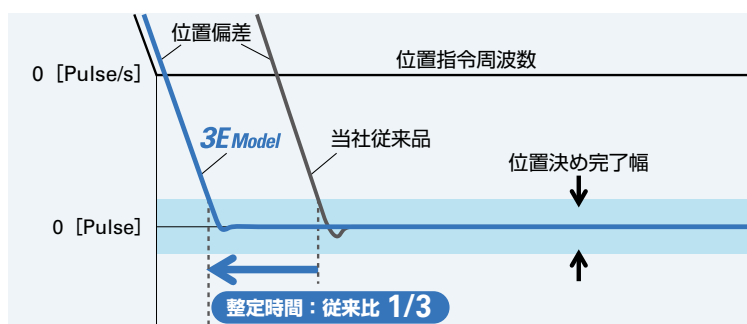 位置偏差
位置指令周波数
0［Pulse/s］
3E Model
当社従来品
位置決め完了幅
0［Pulse］
整定時間：従来比 1/3